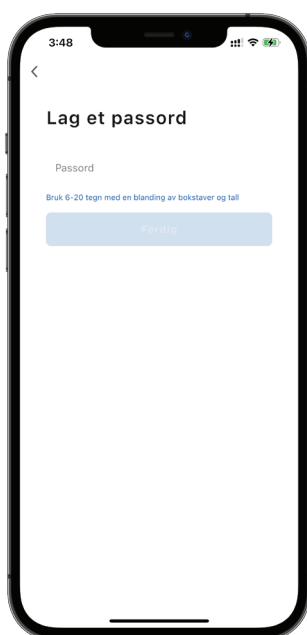 3:48
Lag et passord
Passord
Bruk 6-20 tegn med en blanding av bokstaver og tall
Ferdig